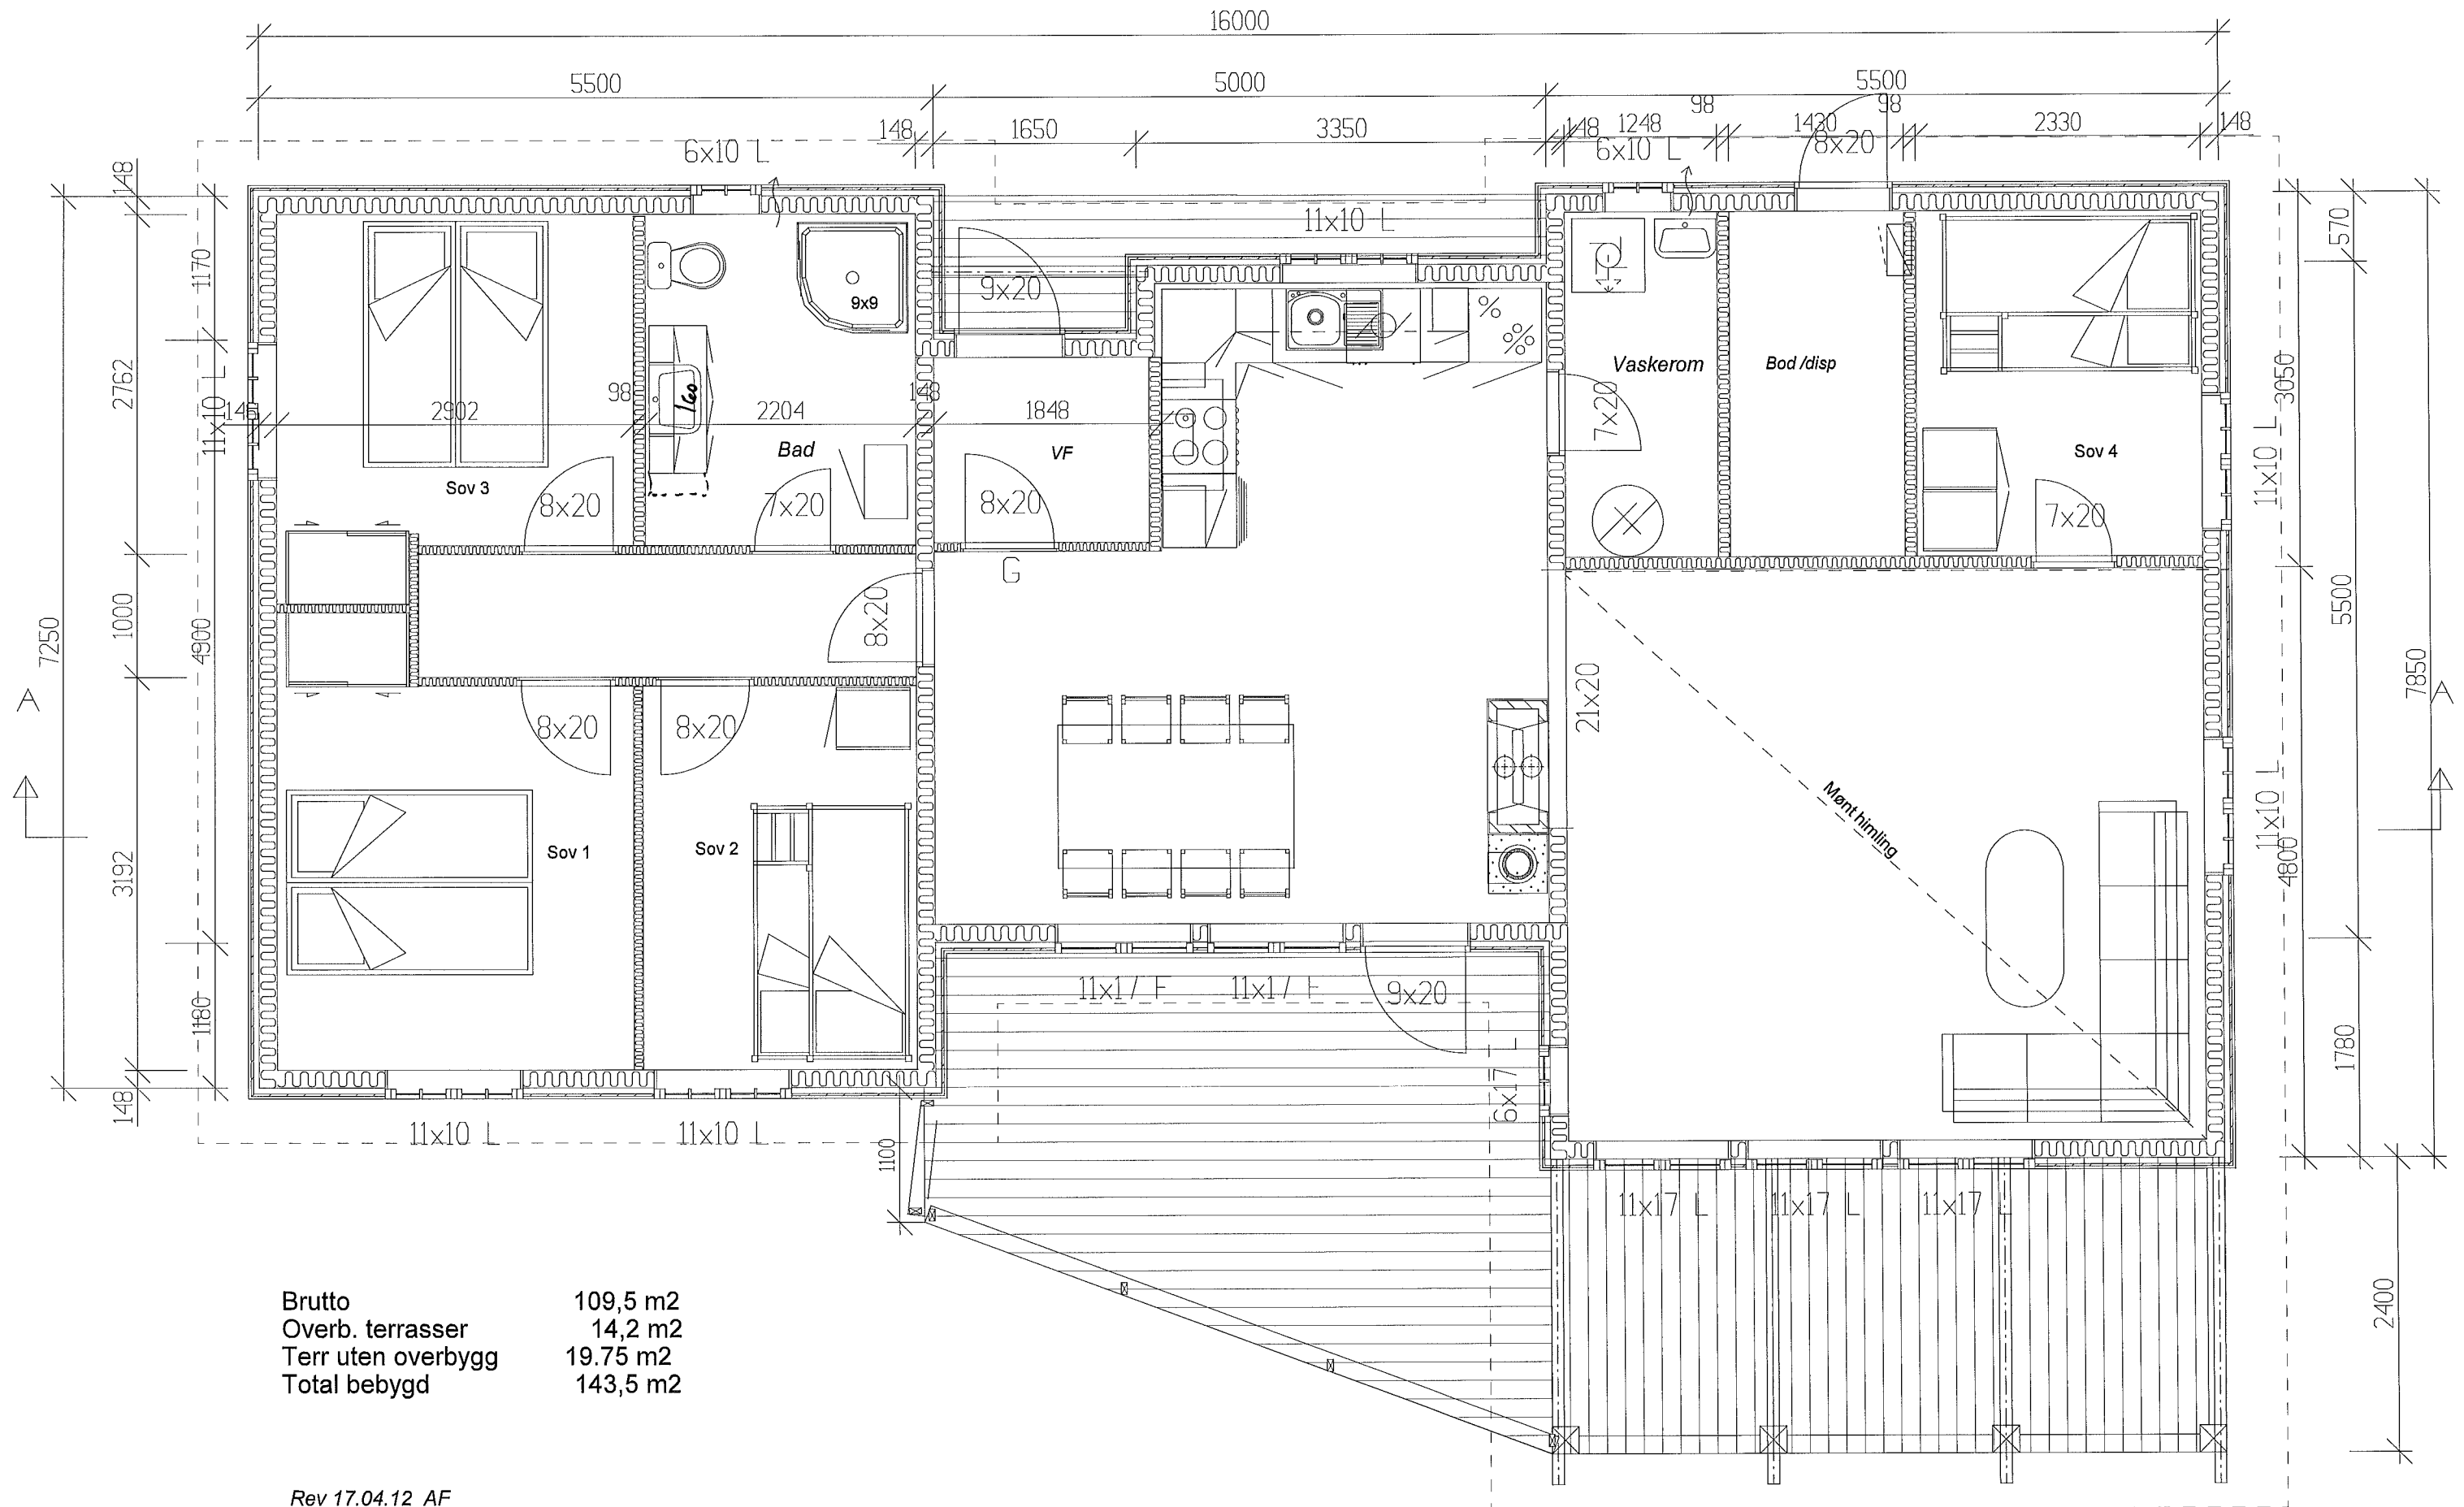 16000
5500 5000 5500
98 98
148 1650 3350 148 1248 1430 2330 148
6x10 L 6x10 L 8x20
148
11x10 L
570
1170
9x20
9x9
Vaskerom Bod /disp
2762 3050
11x10 L 7x20
98 148
148 2902 2204 1848
160
Bad VF Sov 4
11x10 L
Sov 3
8x20 7x20 8x20 7x20
G
1000 8x20 5500
7250 4900
21x20 7850
A A
8x20 8x20
Mønt himling
11x10 L
Sov 1 Sov 2
3192 4800
11x17 F 11x17 F 9x20
1180
1780
6x17 L
148
11x10 L 11x10 L
1100
11x17 L 11x17 L 11x17 L
2400
Brutto 109,5 m2
Overb. terrasser 14,2 m2
Terr uten overbygg 19.75 m2
Total bebygd 143,5 m2
Rev 17.04.12 AF